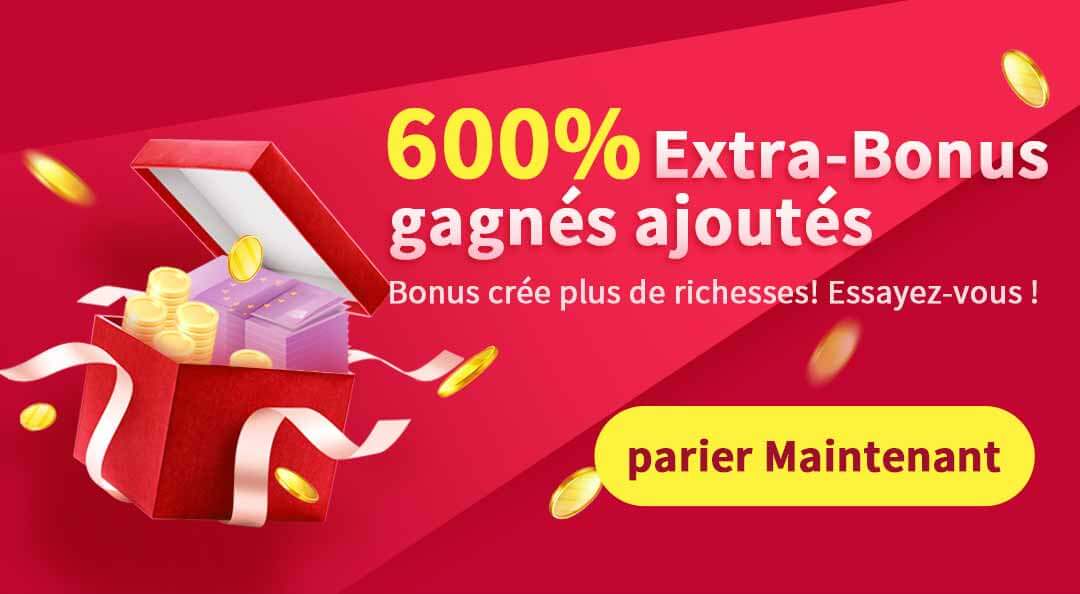 600% Extra-Bonus
gagnés ajoutés
Bonus crée plus de richesses! Essayez-vous !
parier Maintenant